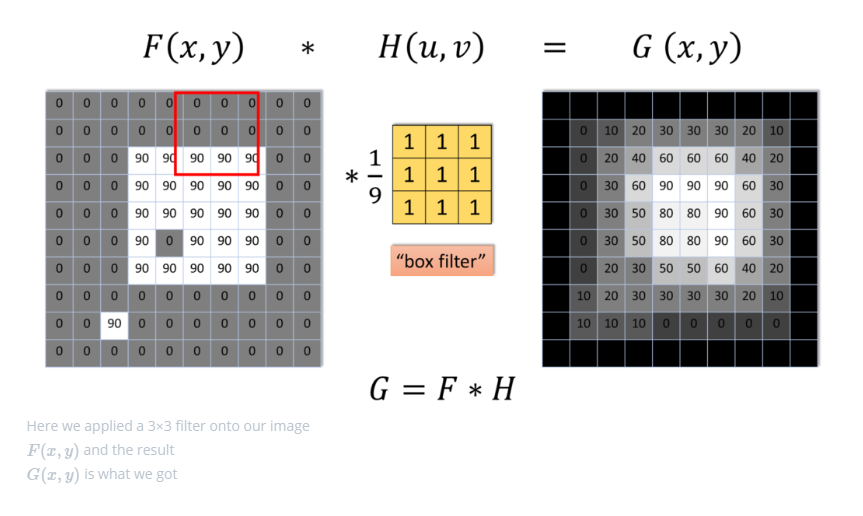 F(x,y) * H(u,v) = G (x,y)
0 0 0 0 0 0 0 0 0 0
0 0 0 0 0 0 0 0 0 0
0 0 0 90 90 90 90 90 0 0
0 0 0 90 90 90 90 90 0 0
0 0 0 90 90 90 90 90 0 0
0 0 0 90 0 90 90 90 0 0
0 0 0 90 90 90 90 90 0 0
0 0 0 0 0 0 0 0 0 0
0 0 90 0 0 0 0 0 0 0
0 0 0 0 0 0 0 0 0 0
* 1/9
1 1 1
1 1 1
1 1 1
“box filter”
0 10 20 30 30 30 20 10
0 20 40 60 60 60 40 20
0 30 60 90 90 90 60 30
0 30 50 80 80 90 60 30
0 30 50 80 80 90 60 30
0 20 30 50 50 60 40 20
10 20 30 30 30 30 20 10
10 10 10 0 0 0 0 0
G = F * H
Here we applied a 3×3 filter onto our image
F(x, y) and the result
G(x, y) is what we got